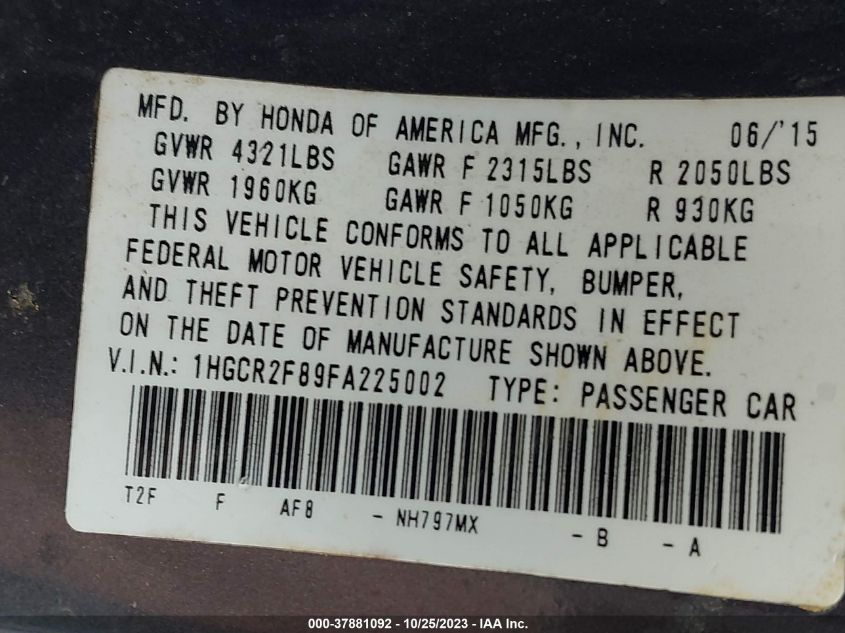 MFD. BY HONDA OF AMERICA MFG., INC. 06/'15
GVWR 4321LBS GAWR F 2315LBS R 2050LBS
GVWR 1960KG GAWR F 1050KG R 930KG
THIS VEHICLE CONFORMS TO ALL APPLICABLE
FEDERAL MOTOR VEHICLE SAFETY, BUMPER,
AND THEFT PREVENTION STANDARDS IN EFFECT
ON THE DATE OF MANUFACTURE SHOWN ABOVE.
V.I.N.: 1HGCR2F89FA225002 TYPE: PASSENGER CAR
T2F F AF8 - NH797MX - B - A
000-37881092 - 10/25/2023 - IAA Inc.